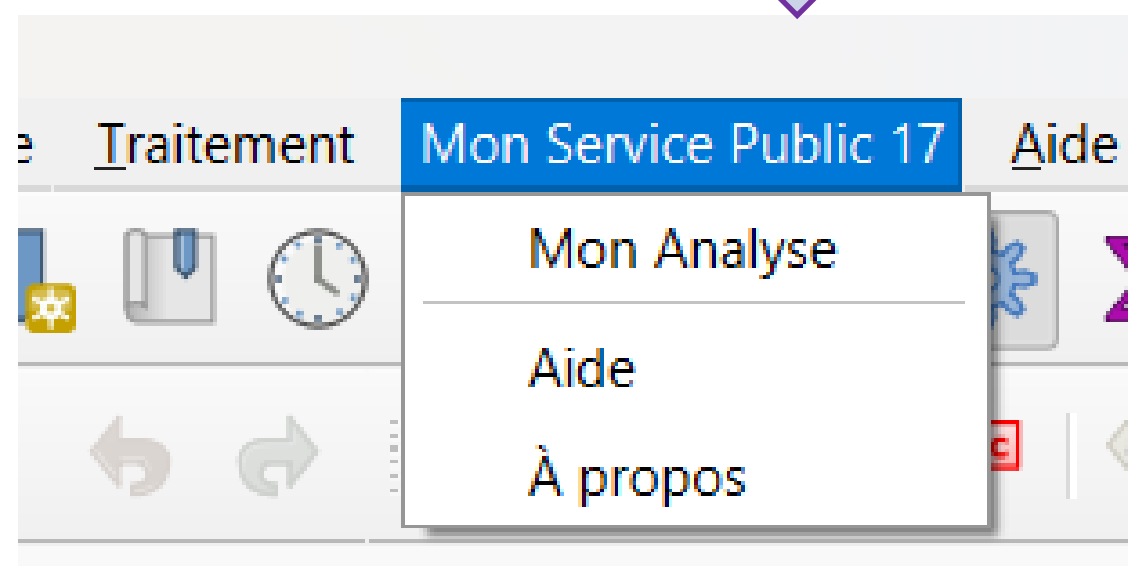 e Traitement Mon Service Public 17 Aide
Mon Analyse
Aide
c
À propos